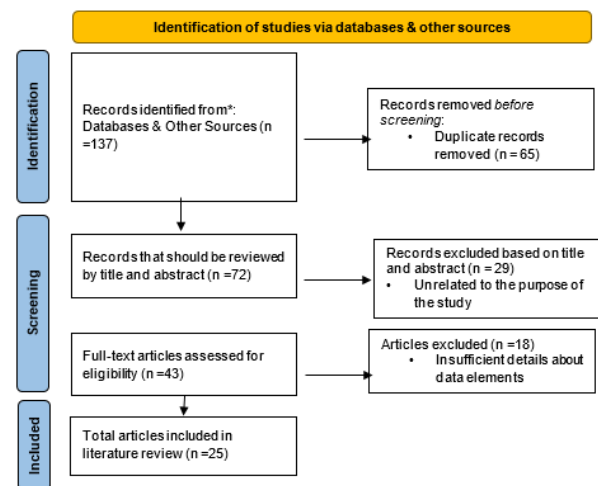 Identification of studies via databases & other sources
Identification
Records identified from*:
Databases & Other Sources (n
=137)
Records removed before
screening:
• Duplicate records
removed (n = 65)
Screening
Records that should be reviewed
by title and abstract (n =72)
Records excluded based on title
and abstract (n = 29)
• Unrelated to the purpose of
the study
Full-text articles assessed for
eligibility (n =43)
Articles excluded (n =18)
• Insufficient details about
data elements
Included
Total articles included in
literature review (n =25)